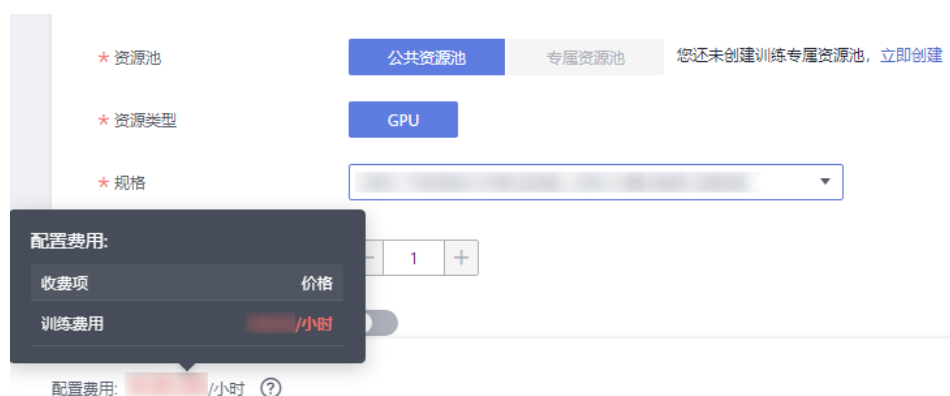 * 资源池 公共资源池 专属资源池 您还未创建训练专属资源池，立即创建
* 资源类型 GPU
* 规格
配置费用:
1 +
收费项 价格
训练费用 /小时
配置费用: /小时 ?